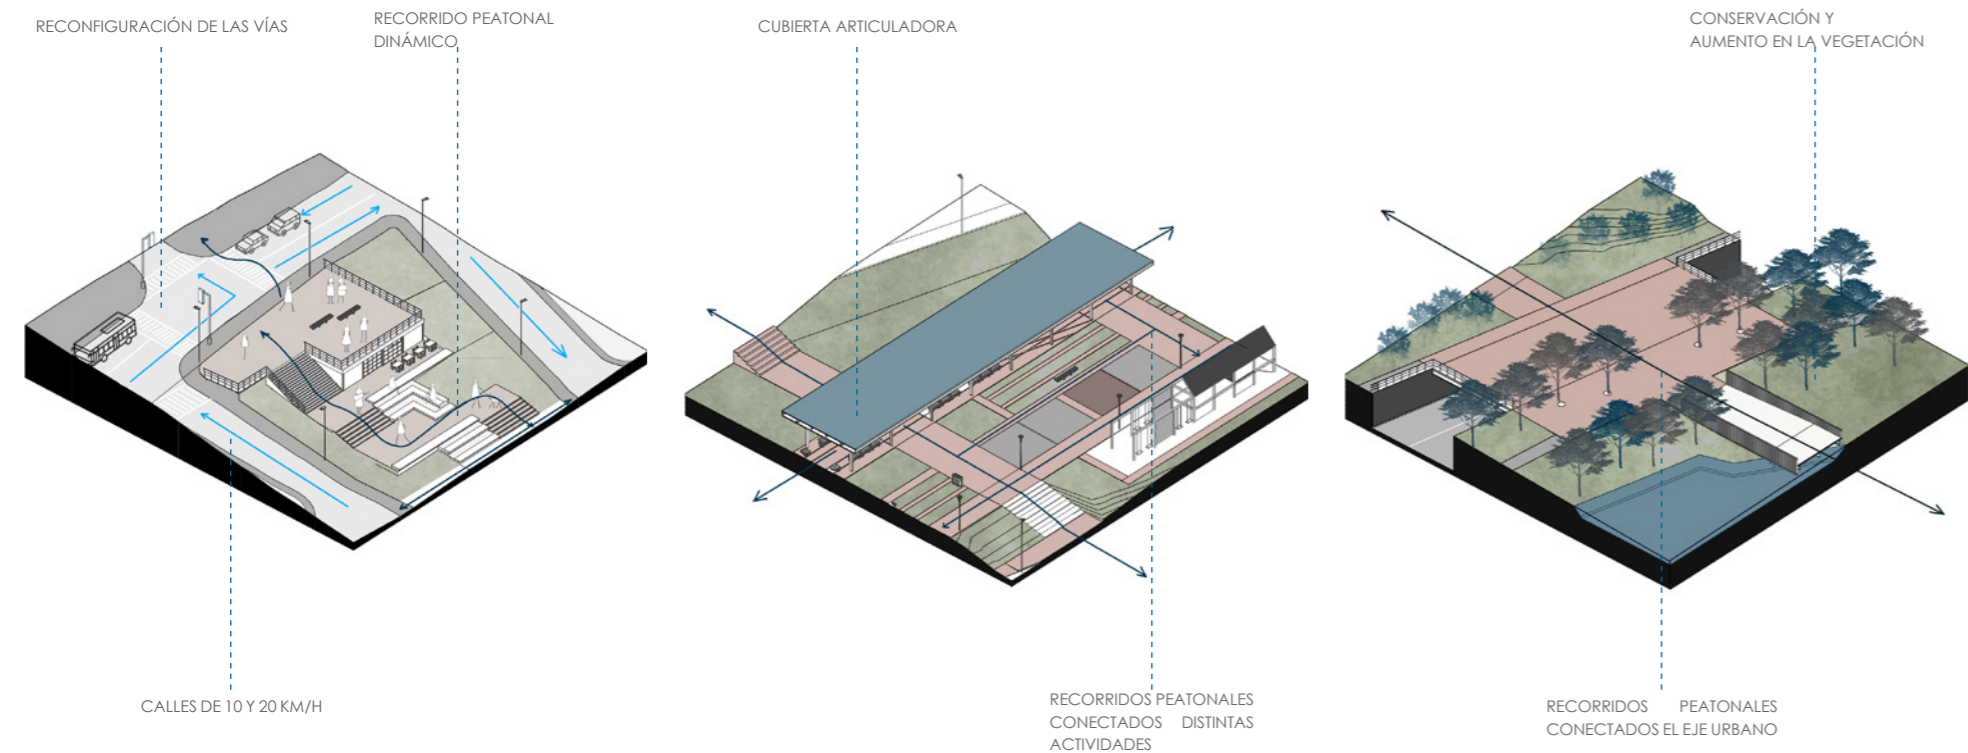 RECONFIGURACIÓN DE LAS VÍAS
RECORRIDO PEATONAL
DINÁMICO
CUBIERTA ARTICULADORA
CONSERVACIÓN Y
AUMENTO EN LA VEGETACIÓN
CALLES DE 10 Y 20 KM/H
RECORRIDOS PEATONALES
CONECTADOS DISTINTAS
ACTIVIDADES
RECORRIDOS PEATONALES
CONECTADOS EL EJE URBANO